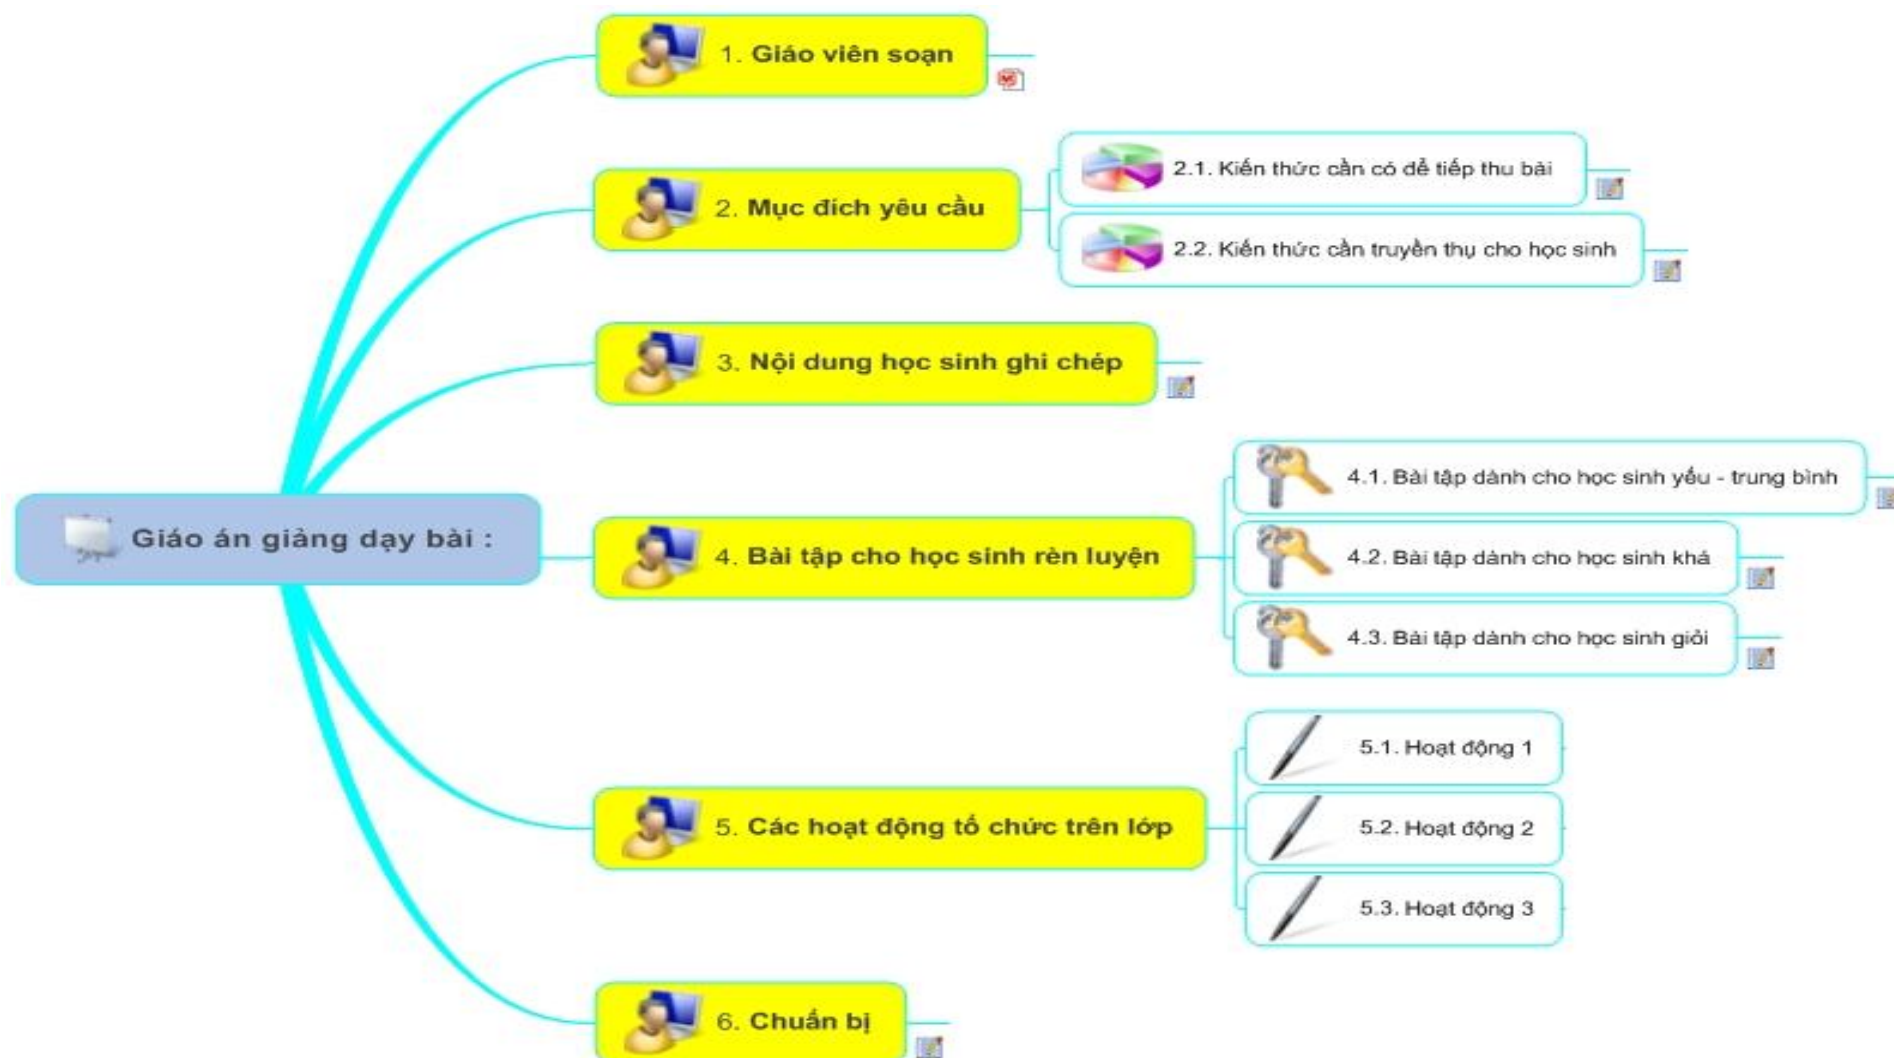 1. Giáo viên soạn
2. Mục đích yêu cầu
2.1. Kiến thức cần có để tiếp thu bài
2.2. Kiến thức cần truyền thụ cho học sinh
3. Nội dung học sinh ghi chép
Giáo án giảng dạy bài :
4. Bài tập cho học sinh rèn luyện
4.1. Bài tập dành cho học sinh yếu - trung bình
4.2. Bài tập dành cho học sinh khá
4.3. Bài tập dành cho học sinh giỏi
5. Các hoạt động tổ chức trên lớp
5.1. Hoạt động 1
5.2. Hoạt động 2
5.3. Hoạt động 3
6. Chuẩn bị